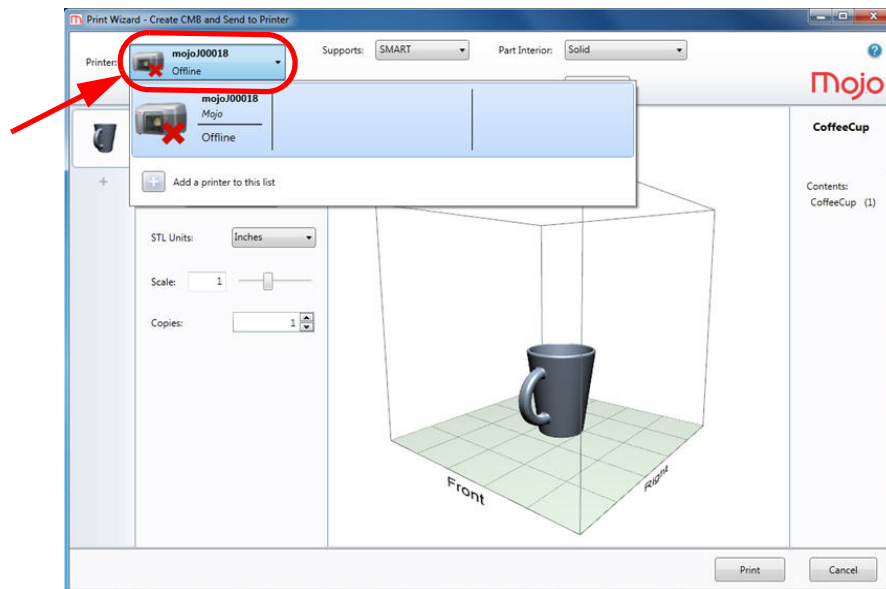 Print Wizard - Create CMB and Send to Printer
Printer:
mojoJ00018
Offline
Supports:
SMART
Part Interior:
Solid
mojo
mojoJ00018
Mojo
Offline
Add a printer to this list
CoffeeCup
Contents:
CoffeeCup (1)
STL Units:
Inches
Scale:
1
Copies:
1
Front
Right
Print
Cancel